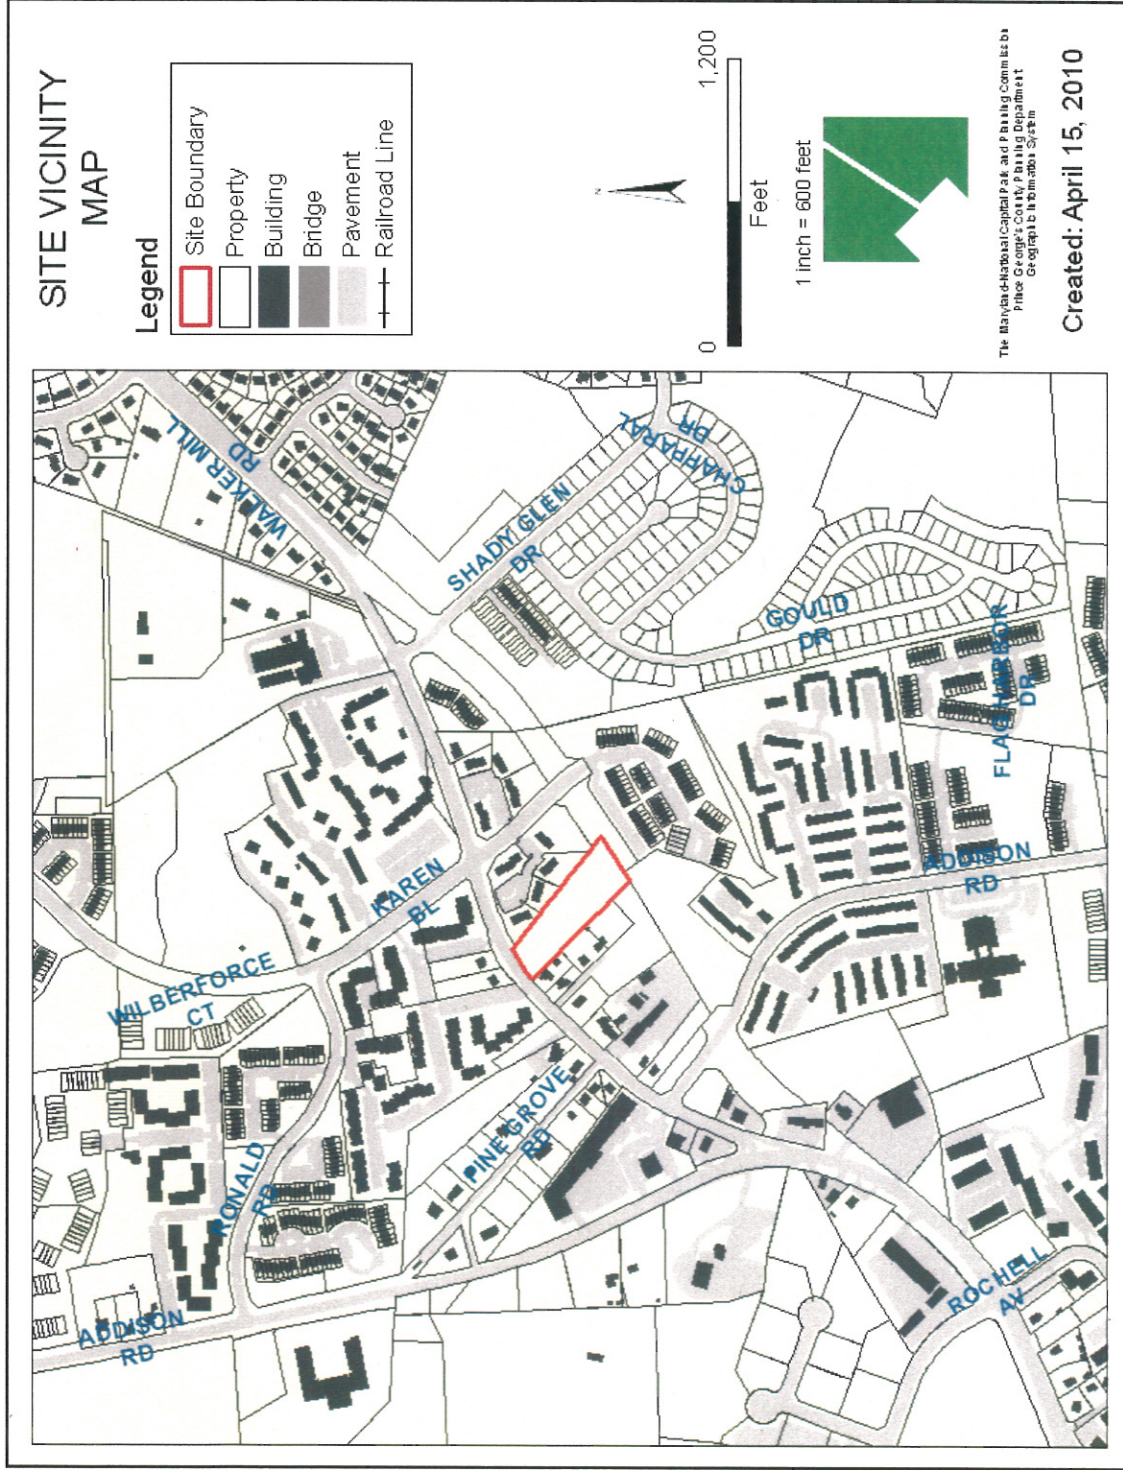 SITE VICINITY
MAP
Legend
Site Boundary
Property
Building
Bridge
Pavement
Railroad Line
N
0
1,200
Feet
1 inch = 600 feet
The Maryland-National Capital Park and Planning Commission
Prince George's County Planning Department
Geographic Information System
Created: April 15, 2010
WALKER MILL
RD
SHADY GLEN
DR
CHAPPARAL
DR
GOULD
DR
FLAG HARBOR
DR
KAREN
BL
WILBERFORCE
CT
ADDISON
RD
PINE GROVE
RD
RONALD
RD
ADDISON
RD
ROCHELL
AV